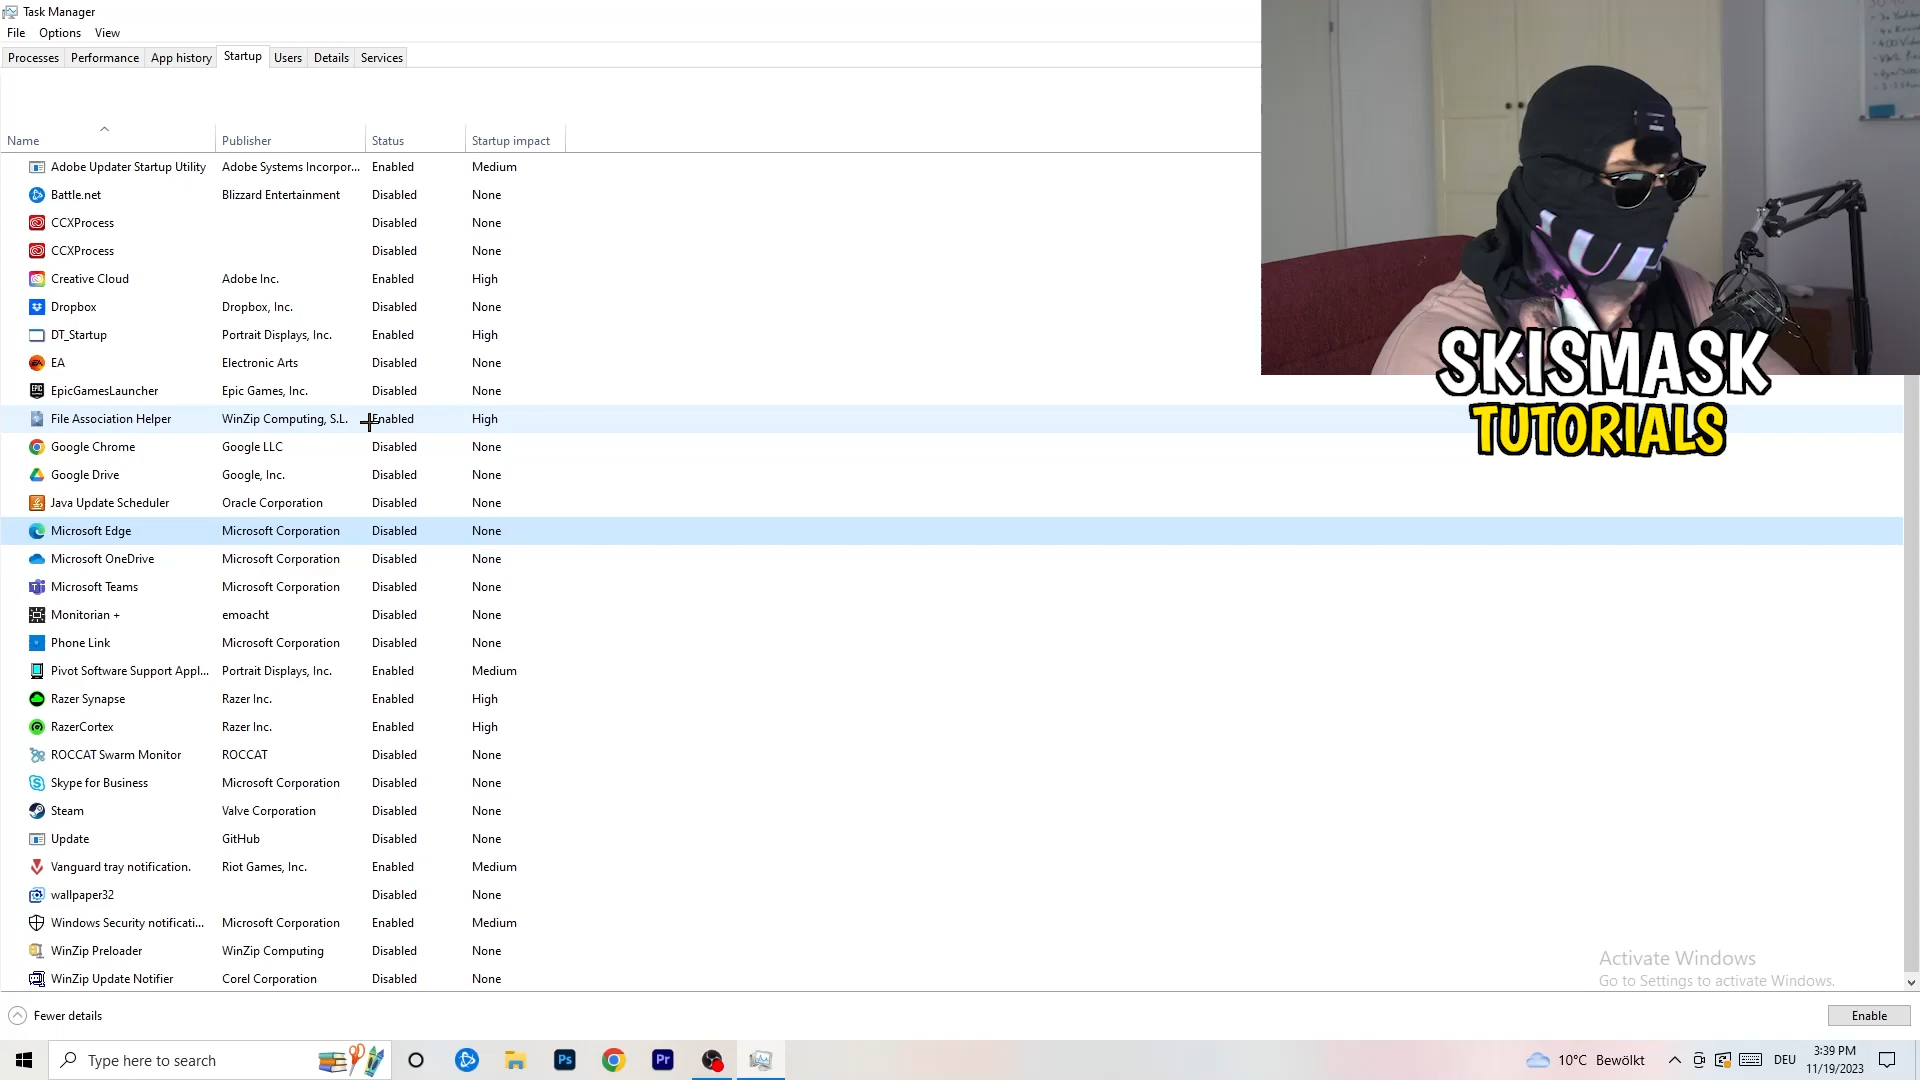 Task Manager
File Options View
Processes Performance App history Startup Users Details Services
Name Publisher Status Startup impact
Adobe Updater Startup Utility Adobe Systems Incorpor... Enabled Medium
Battle.net Blizzard Entertainment Disabled None
CCXProcess Disabled None
CCXProcess Disabled None
Creative Cloud Adobe Inc. Enabled High
Dropbox Dropbox, Inc. Disabled None
DT_Startup Portrait Displays, Inc. Enabled High
EA Electronic Arts Disabled None
EpicGamesLauncher Epic Games, Inc. Disabled None
File Association Helper WinZip Computing, S.L. Enabled High
Google Chrome Google LLC Disabled None
Google Drive Google, Inc. Disabled None
Java Update Scheduler Oracle Corporation Disabled None
Microsoft Edge Microsoft Corporation Disabled None
Microsoft OneDrive Microsoft Corporation Disabled None
Microsoft Teams Microsoft Corporation Disabled None
Monitorian + emoacht Disabled None
Phone Link Microsoft Corporation Disabled None
Pivot Software Support Appl... Portrait Displays, Inc. Enabled Medium
Razer Synapse Razer Inc. Enabled High
RazerCortex Razer Inc. Enabled High
ROCCAT Swarm Monitor ROCCAT Disabled None
Skype for Business Microsoft Corporation Disabled None
Steam Valve Corporation Disabled None
Update GitHub Disabled None
Vanguard tray notification. Riot Games, Inc. Enabled Medium
wallpaper32 Disabled None
Windows Security notificati... Microsoft Corporation Enabled Medium
WinZip Preloader WinZip Computing Disabled None
WinZip Update Notifier Corel Corporation Disabled None
SKISMASK
TUTORIALS
Activate Windows
Go to Settings to activate Windows.
Fewer details
Enable
Type here to search
Ps
Pr
10°C Bewölkt
DEU
3:39 PM
11/19/2023